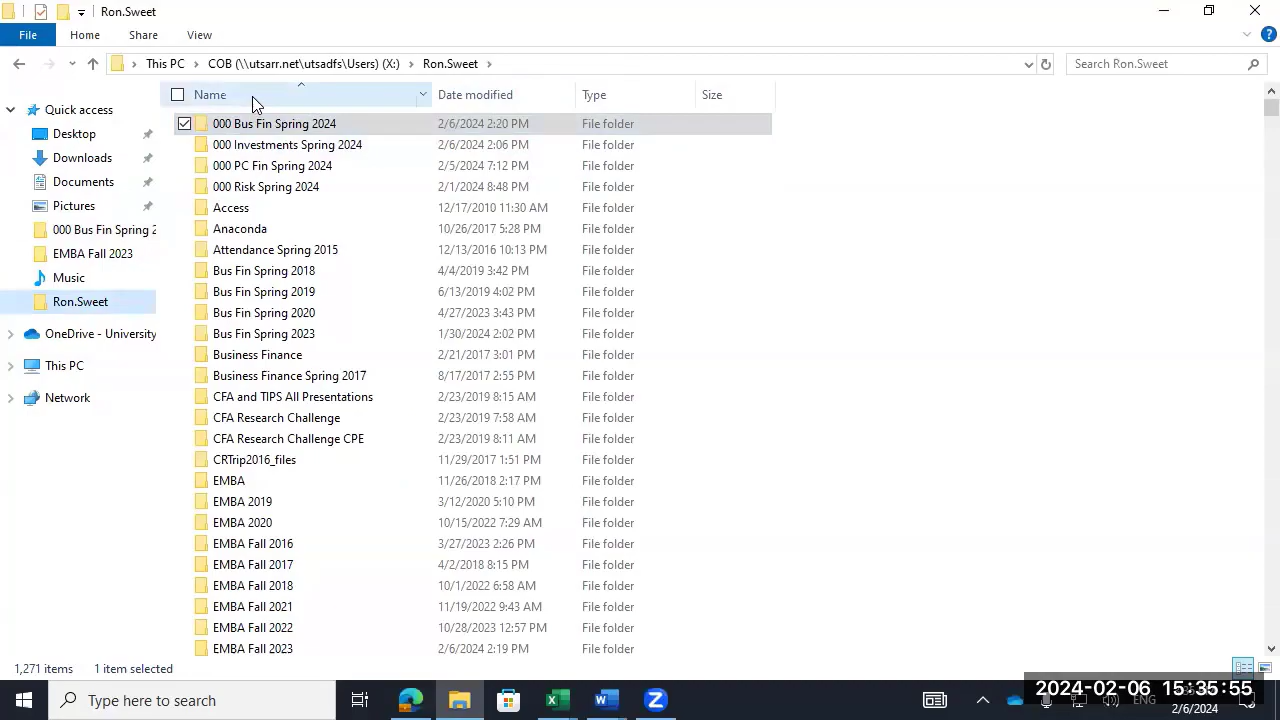 Ron.Sweet
File Home Share View
This PC COB (\\utsarr.net\utsadfs\Users) (X:) Ron.Sweet
Search Ron.Sweet
Name Date modified Type Size
Quick access
Desktop
Downloads
Documents
Pictures
000 Bus Fin Spring 2
EMBA Fall 2023
Music
Ron.Sweet
OneDrive - University
This PC
Network
000 Bus Fin Spring 2024 2/6/2024 2:20 PM File folder
000 Investments Spring 2024 2/6/2024 2:06 PM File folder
000 PC Fin Spring 2024 2/5/2024 7:12 PM File folder
000 Risk Spring 2024 2/1/2024 8:48 PM File folder
Access 12/17/2010 11:30 AM File folder
Anaconda 10/26/2017 5:28 PM File folder
Attendance Spring 2015 12/13/2016 10:13 PM File folder
Bus Fin Spring 2018 4/4/2019 3:42 PM File folder
Bus Fin Spring 2019 6/13/2019 4:02 PM File folder
Bus Fin Spring 2020 4/27/2023 3:43 PM File folder
Bus Fin Spring 2023 1/30/2024 2:02 PM File folder
Business Finance 2/21/2017 3:01 PM File folder
Business Finance Spring 2017 8/17/2017 2:55 PM File folder
CFA and TIPS All Presentations 2/23/2019 8:15 AM File folder
CFA Research Challenge 2/23/2019 7:58 AM File folder
CFA Research Challenge CPE 2/23/2019 8:11 AM File folder
CRTrip2016_files 11/29/2017 1:51 PM File folder
EMBA 11/26/2018 2:17 PM File folder
EMBA 2019 3/12/2020 5:10 PM File folder
EMBA 2020 10/15/2022 7:29 AM File folder
EMBA Fall 2016 3/27/2023 2:26 PM File folder
EMBA Fall 2017 4/2/2018 8:15 PM File folder
EMBA Fall 2018 10/1/2022 6:58 AM File folder
EMBA Fall 2021 11/19/2022 9:43 AM File folder
EMBA Fall 2022 10/28/2023 12:57 PM File folder
EMBA Fall 2023 2/6/2024 2:19 PM File folder
1,271 items 1 item selected
Type here to search
2024-02-06 15:35:55
ENG
2/6/2024